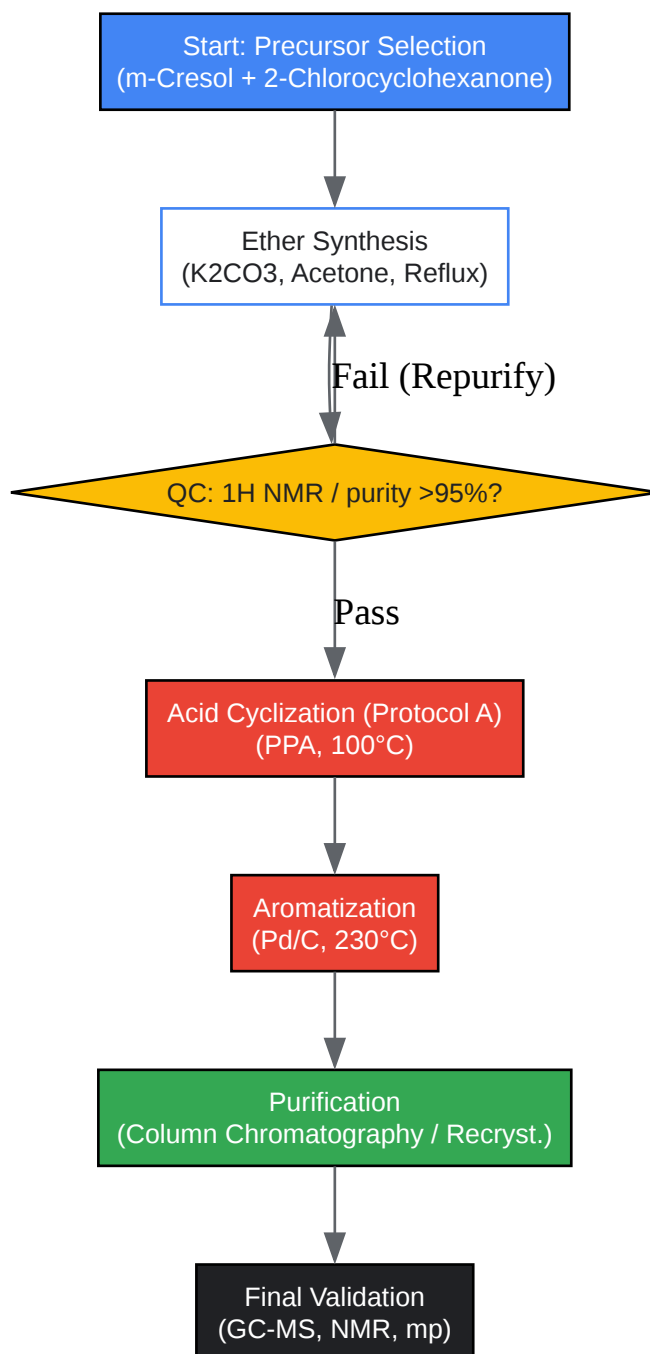 Start: Precursor Selection
(m-Cresol + 2-Chlorocyclohexanone)
Ether Synthesis
(K2CO3, Acetone, Reflux)
Fail (Repurify)
QC: 1H NMR / purity >95%?
Pass
Acid Cyclization (Protocol A)
(PPA, 100°C)
Aromatization
(Pd/C, 230°C)
Purification
(Column Chromatography / Recryst.)
Final Validation
(GC-MS, NMR, mp)